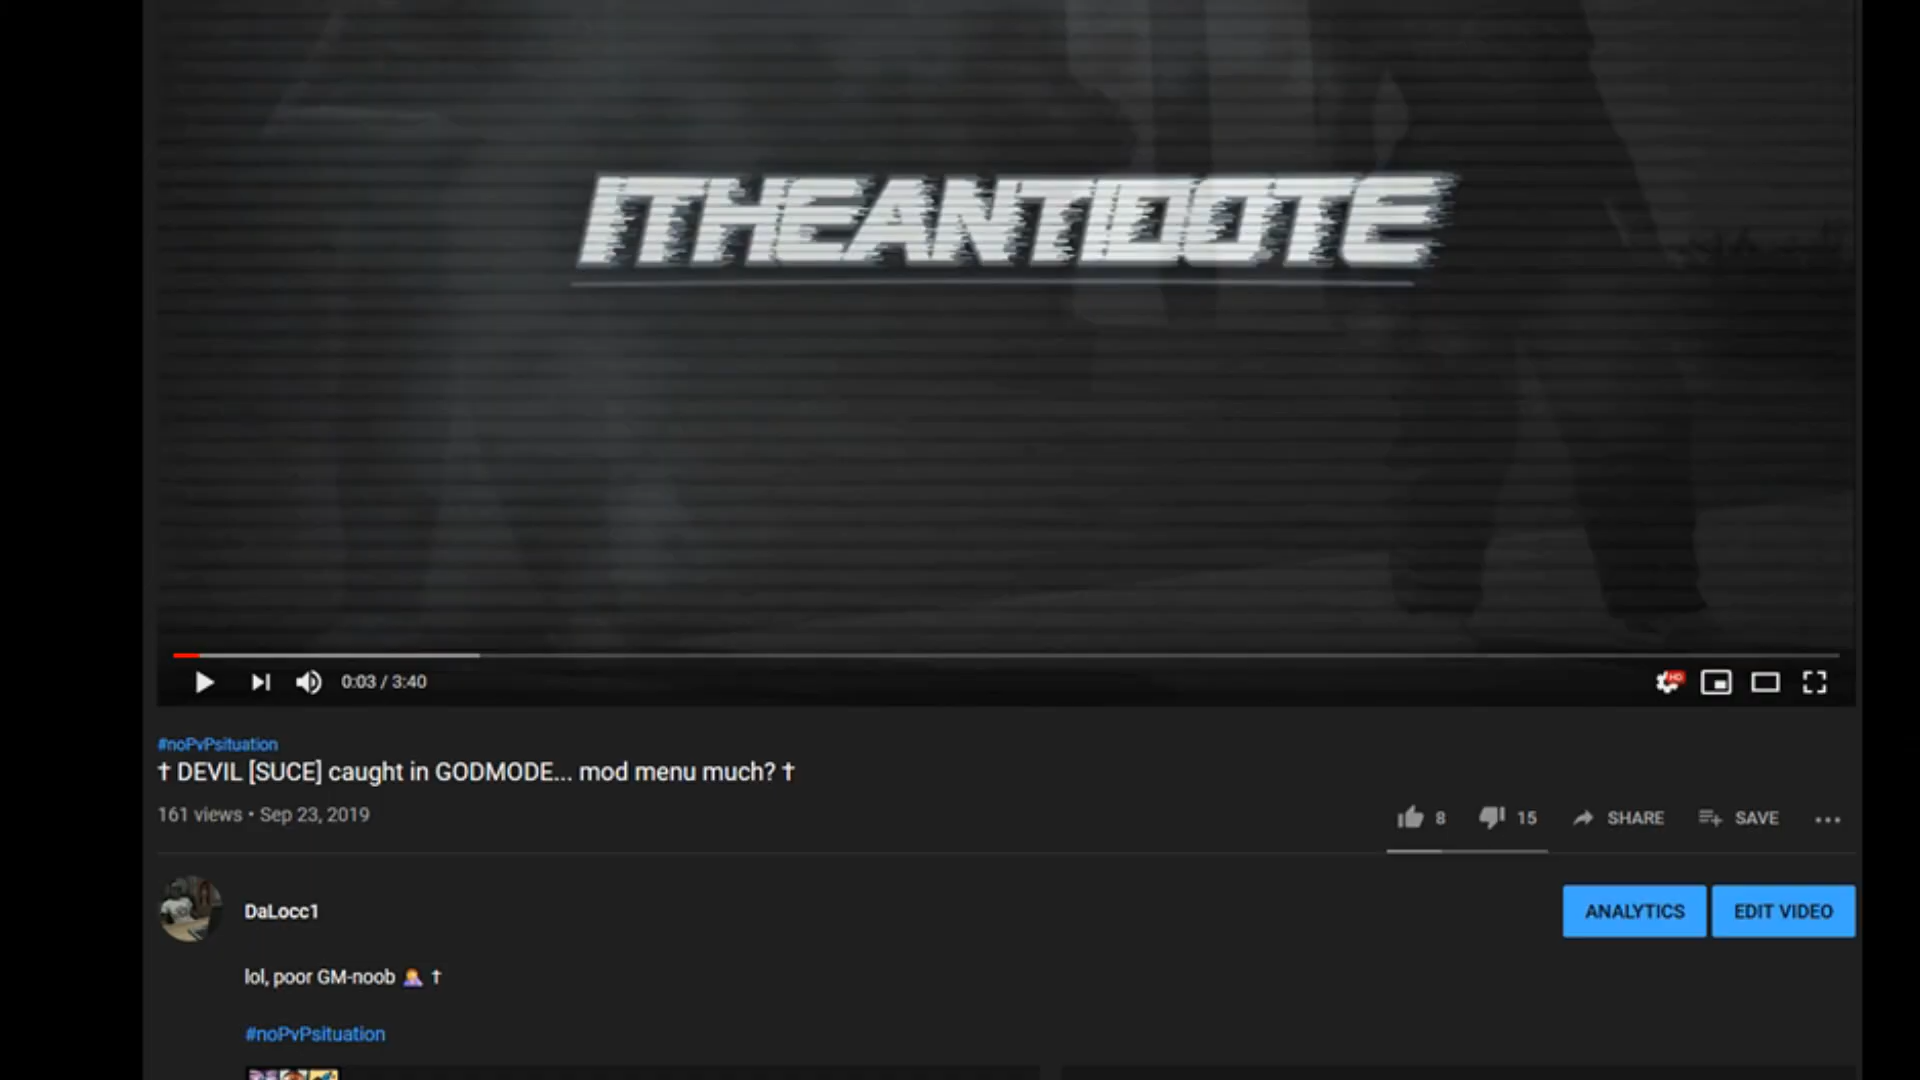 ITHEANTIDOTE
0:03 / 3:40
HD
#noPvPsituation
† DEVIL [SUCE] caught in GODMODE... mod menu much? †
161 views • Sep 23, 2019
8
15
SHARE
SAVE
DaLocc1
ANALYTICS
EDIT VIDEO
lol, poor GM-noob 🤦 †
#noPvPsituation